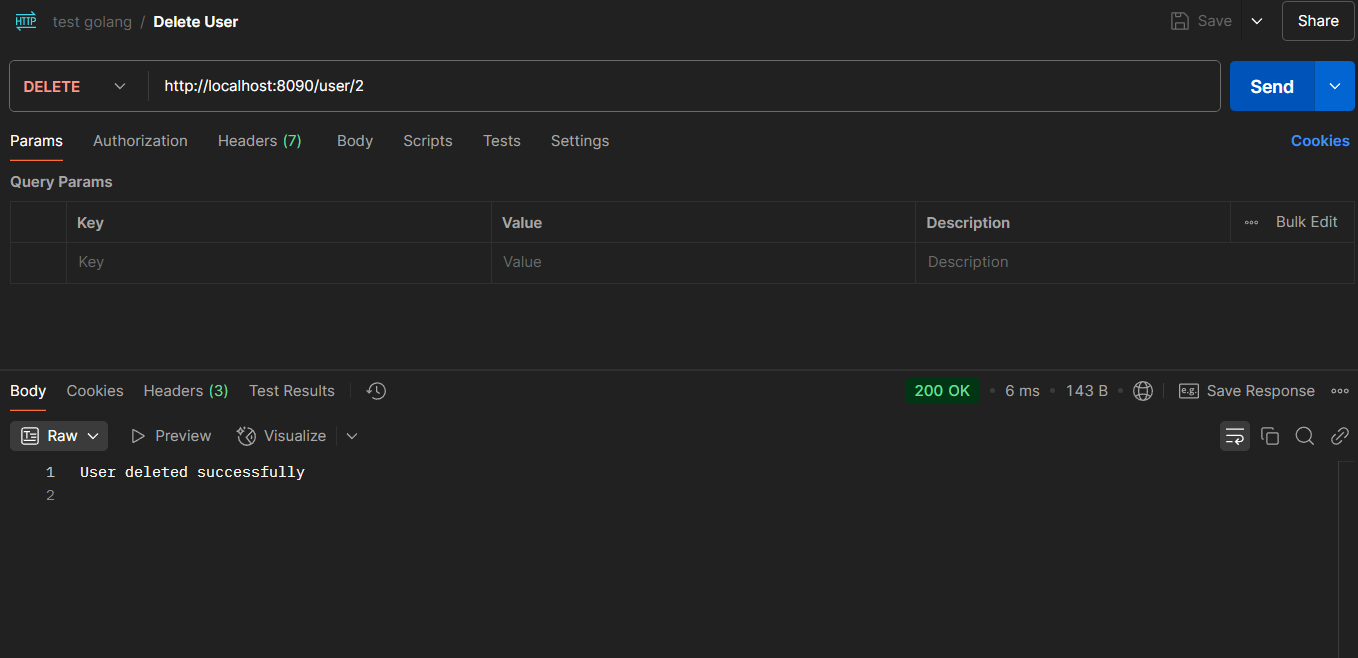 HTTP test golang / Delete User Save Share
DELETE http://localhost:8090/user/2 Send
Params Authorization Headers (7) Body Scripts Tests Settings Cookies
Query Params
Key Value Description Bulk Edit
Key Value Description
Body Cookies Headers (3) Test Results 200 OK • 6 ms • 143 B • e.g. Save Response
Raw Preview Visualize
1 User deleted successfully
2